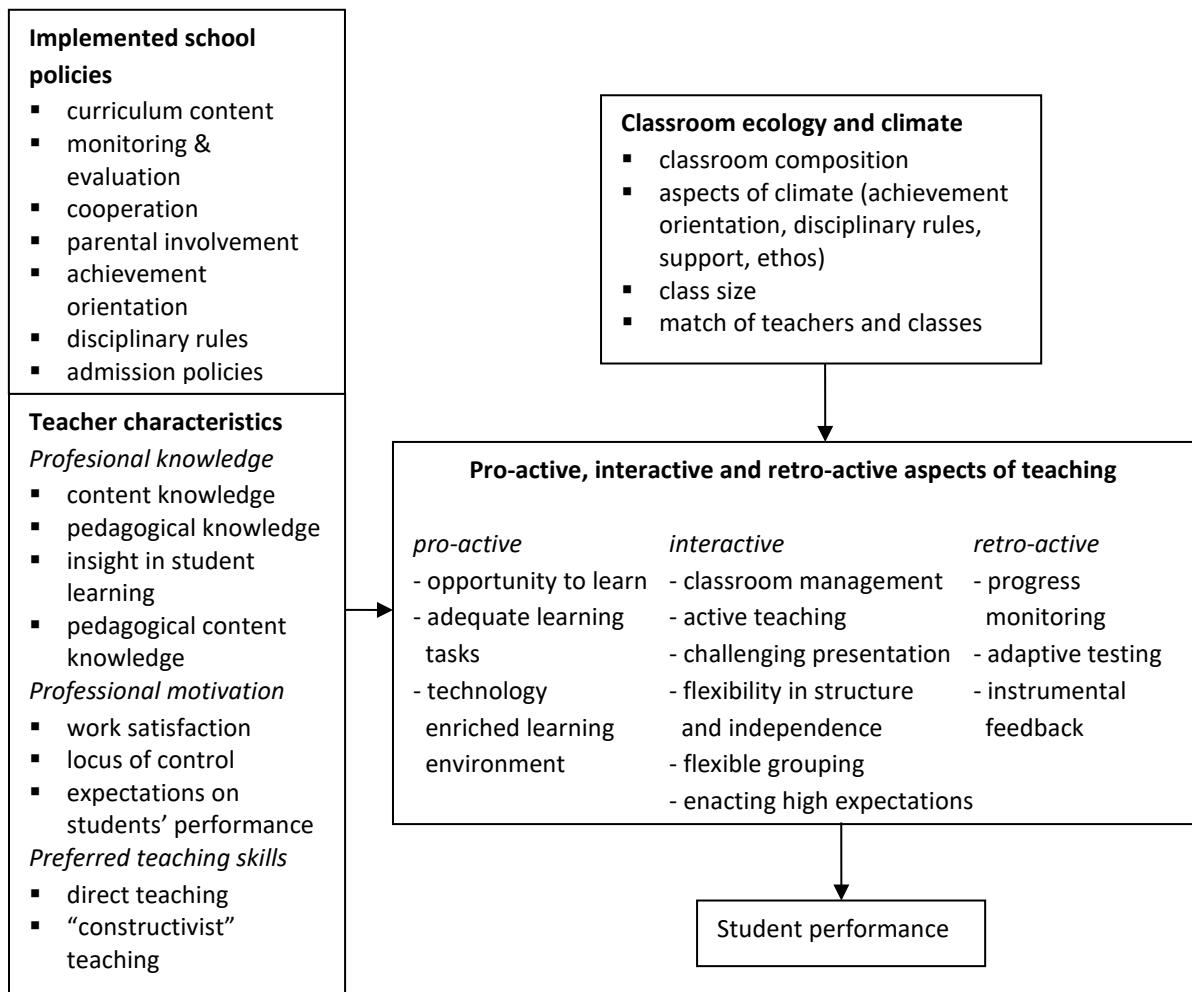 Implemented school
policies
▪ curriculum content
▪ monitoring &
evaluation
▪ cooperation
▪ parental involvement
▪ achievement
orientation
▪ disciplinary rules
▪ admission policies
Teacher characteristics
Profesional knowledge
▪ content knowledge
▪ pedagogical knowledge
▪ insight in student
learning
▪ pedagogical content
knowledge
Professional motivation
▪ work satisfaction
▪ locus of control
▪ expectations on
students’ performance
Preferred teaching skills
▪ direct teaching
▪ “constructivist”
teaching
Classroom ecology and climate
▪ classroom composition
▪ aspects of climate (achievement
orientation, disciplinary rules,
support, ethos)
▪ class size
▪ match of teachers and classes
Pro-active, interactive and retro-active aspects of teaching
pro-active
- opportunity to learn
- adequate learning
tasks
- technology
enriched learning
environment
interactive
- classroom management
- active teaching
- challenging presentation
- flexibility in structure
and independence
- flexible grouping
- enacting high expectations
retro-active
- progress
monitoring
- adaptive testing
- instrumental
feedback
Student performance